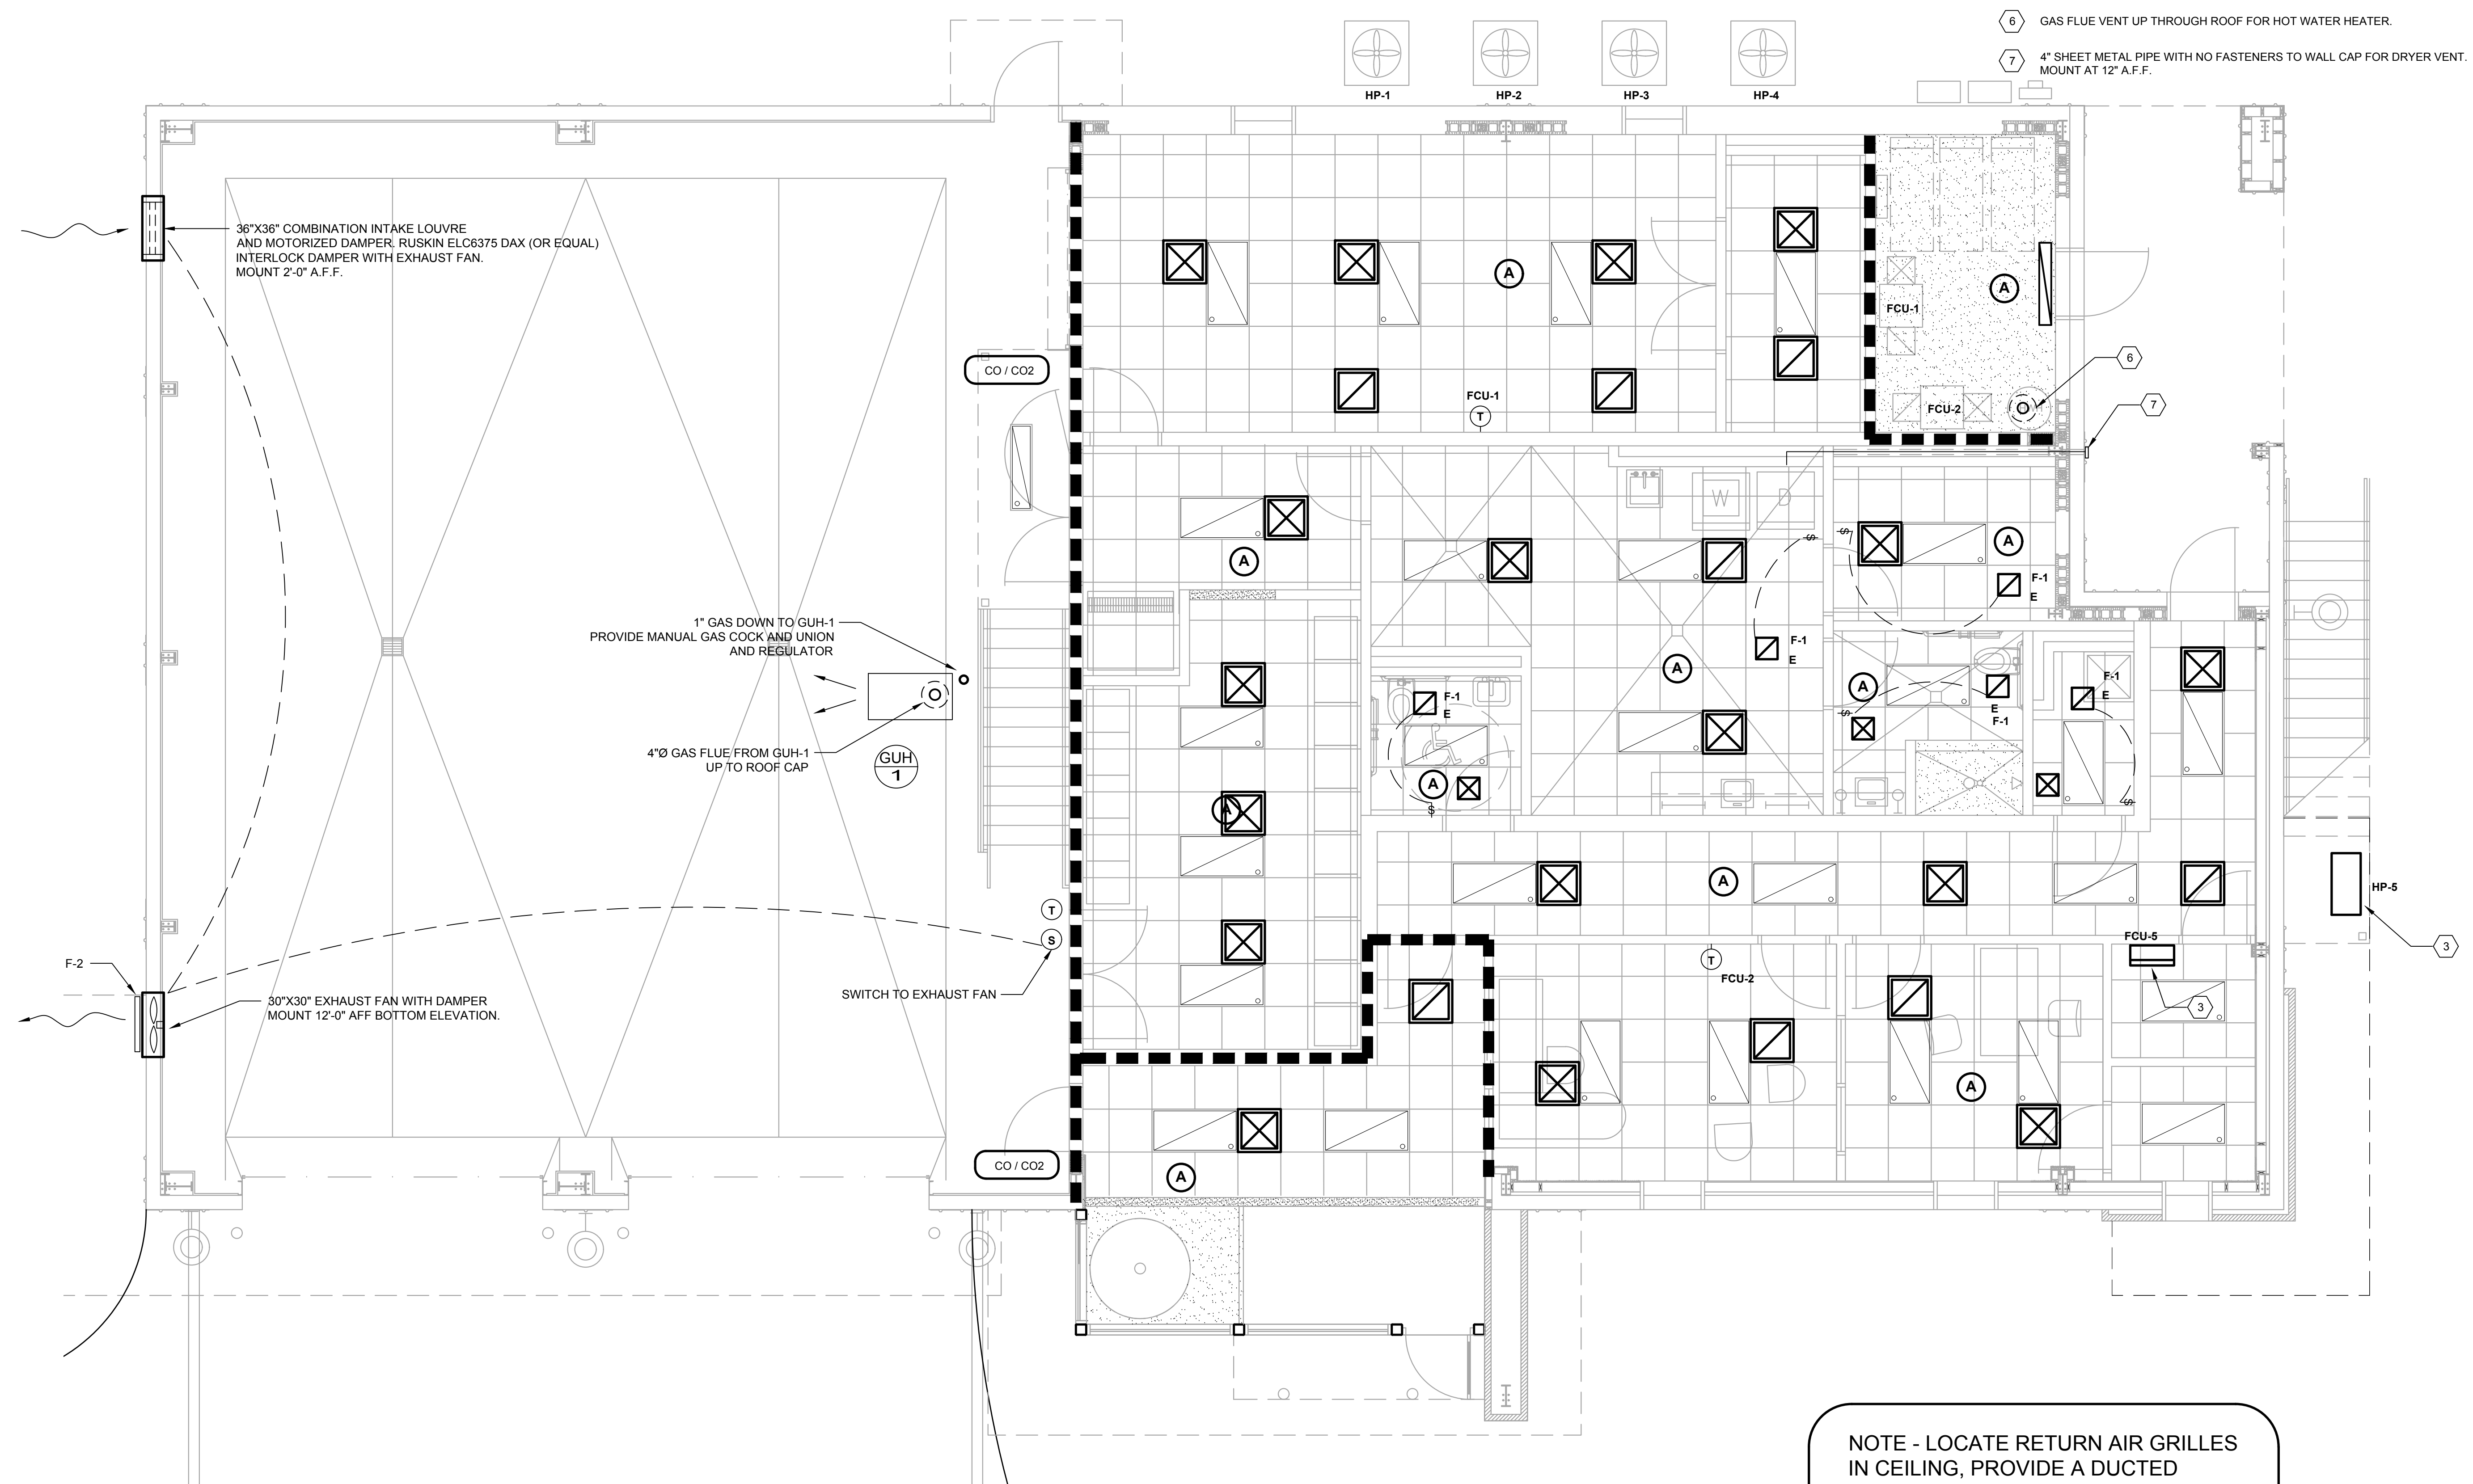 6 GAS FLUE VENT UP THROUGH ROOF FOR HOT WATER HEATER.
7 4" SHEET METAL PIPE WITH NO FASTENERS TO WALL CAP FOR DRYER VENT.
MOUNT AT 12" A.F.F.
HP-1
HP-2
HP-3
HP-4
36"X36" COMBINATION INTAKE LOUVRE
AND MOTORIZED DAMPER. RUSKIN ELC6375 DAX (OR EQUAL)
INTERLOCK DAMPER WITH EXHAUST FAN.
MOUNT 2'-0" A.F.F.
A
A
FCU-1
CO / CO2
6
FCU-1
T
FCU-2
7
W
D
$
$
A
A
F-1
E
1" GAS DOWN TO GUH-1
PROVIDE MANUAL GAS COCK AND UNION
AND REGULATOR
F-1
E
A
A
F-1
E
F-1
E
E
F-1
$
4"Ø GAS FLUE FROM GUH-1
UP TO ROOF CAP
GUH
1
A
$
$
A
A
HP-5
T
S
FCU-5
3
F-2
T
FCU-2
SWITCH TO EXHAUST FAN
30"X30" EXHAUST FAN WITH DAMPER
MOUNT 12'-0" AFF BOTTOM ELEVATION.
3
A
CO / CO2
A
NOTE - LOCATE RETURN AIR GRILLES
IN CEILING, PROVIDE A DUCTED